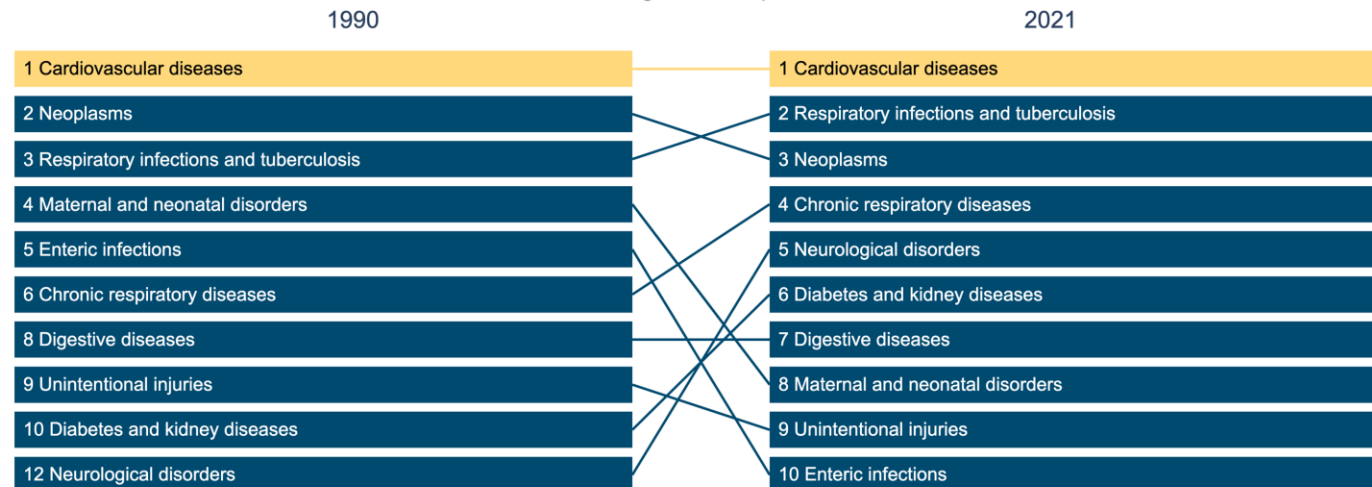 1990
2021
1 Cardiovascular diseases
1 Cardiovascular diseases
2 Neoplasms
2 Respiratory infections and tuberculosis
3 Respiratory infections and tuberculosis
3 Neoplasms
4 Maternal and neonatal disorders
4 Chronic respiratory diseases
5 Enteric infections
5 Neurological disorders
6 Chronic respiratory diseases
6 Diabetes and kidney diseases
8 Digestive diseases
7 Digestive diseases
9 Unintentional injuries
8 Maternal and neonatal disorders
10 Diabetes and kidney diseases
9 Unintentional injuries
12 Neurological disorders
10 Enteric infections